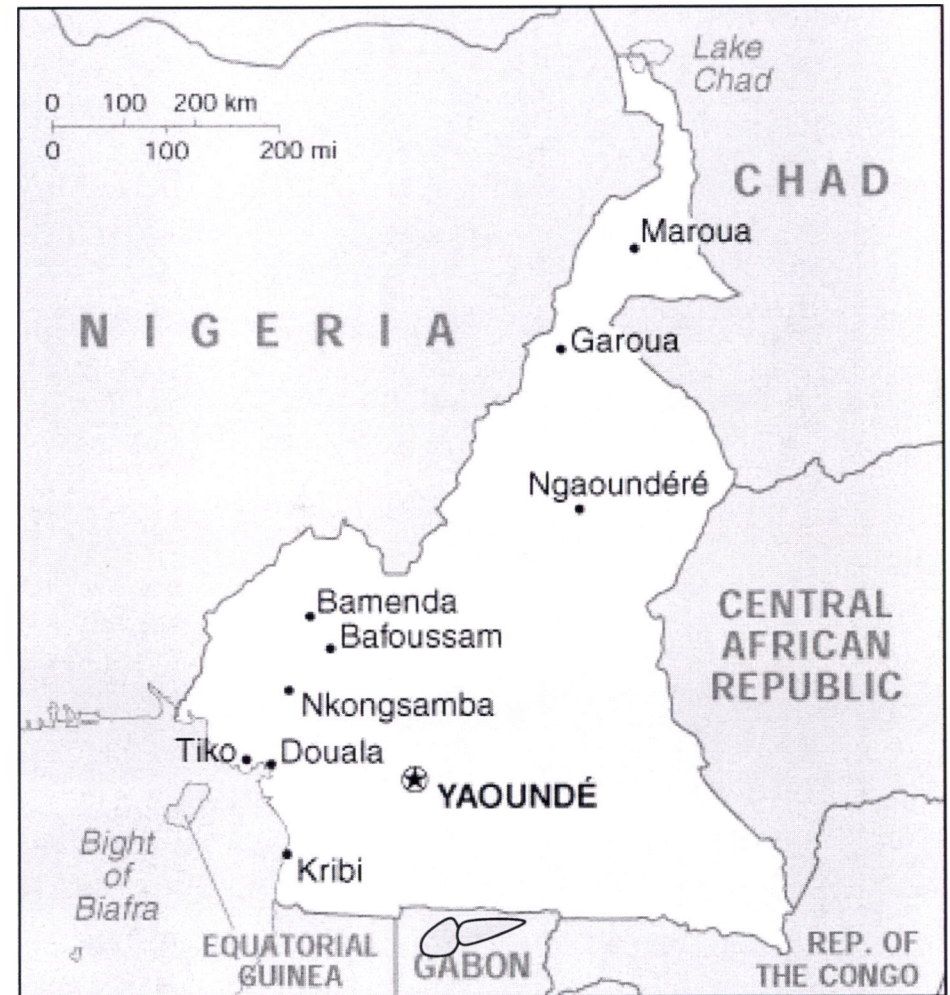 Lake
Chad
0 100 200 km
0 100 200 mi
CHAD
Maroua
NIGERIA
Garoua
Ngaoundéré
CENTRAL
AFRICAN
REPUBLIC
Bamenda
Bafoussam
Nkongsamba
Tiko
Douala
YAOUNDÉ
Bight
of
Biafra
Kribi
EQUATORIAL
GUINEA
GABON
REP. OF
THE CONGO